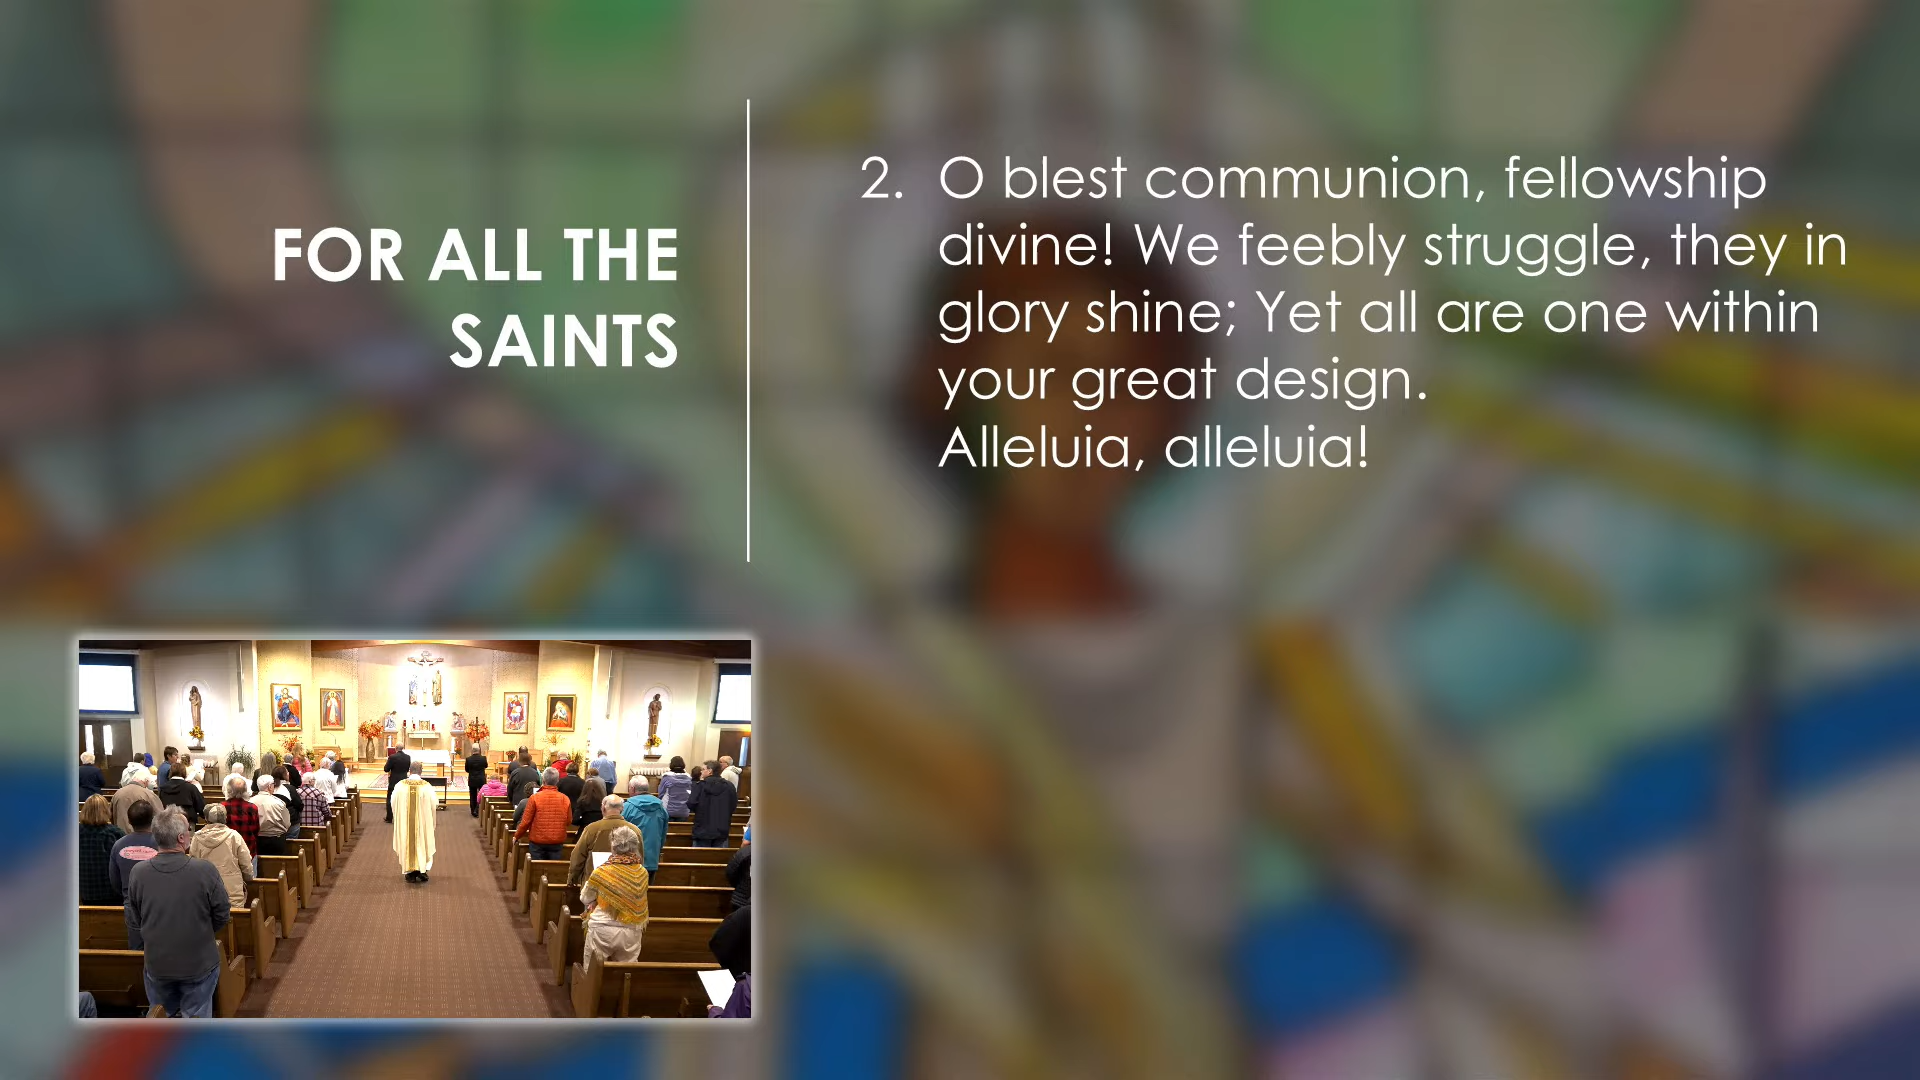 FOR ALL THE
SAINTS
2. O blest communion, fellowship
divine! We feebly struggle, they in
glory shine; Yet all are one within
your great design.
Alleluia, alleluia!